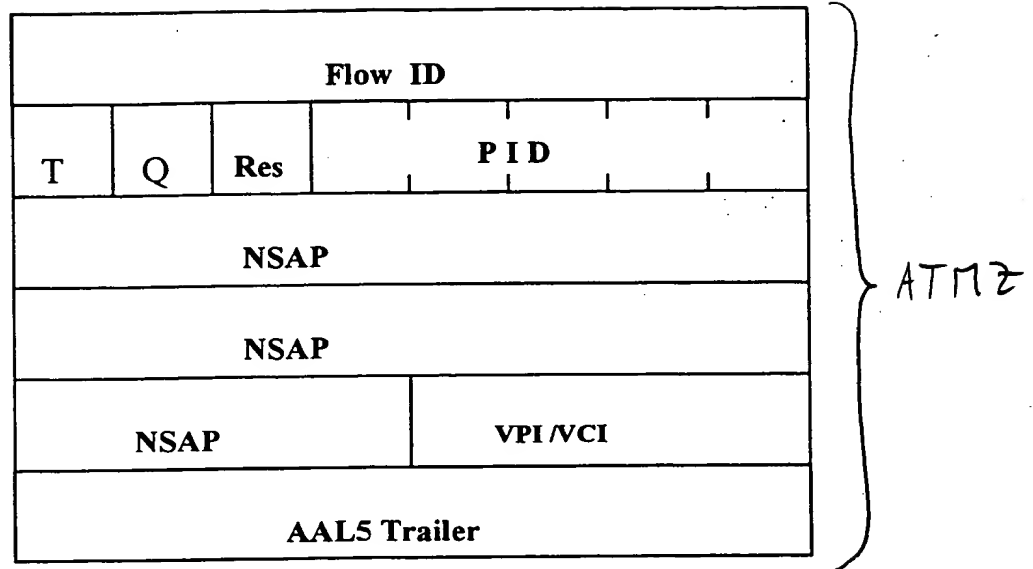 Flow ID
T Q Res PID
NSAP
NSAP ATMZ
NSAP VPI/VCI
AAL5 Trailer